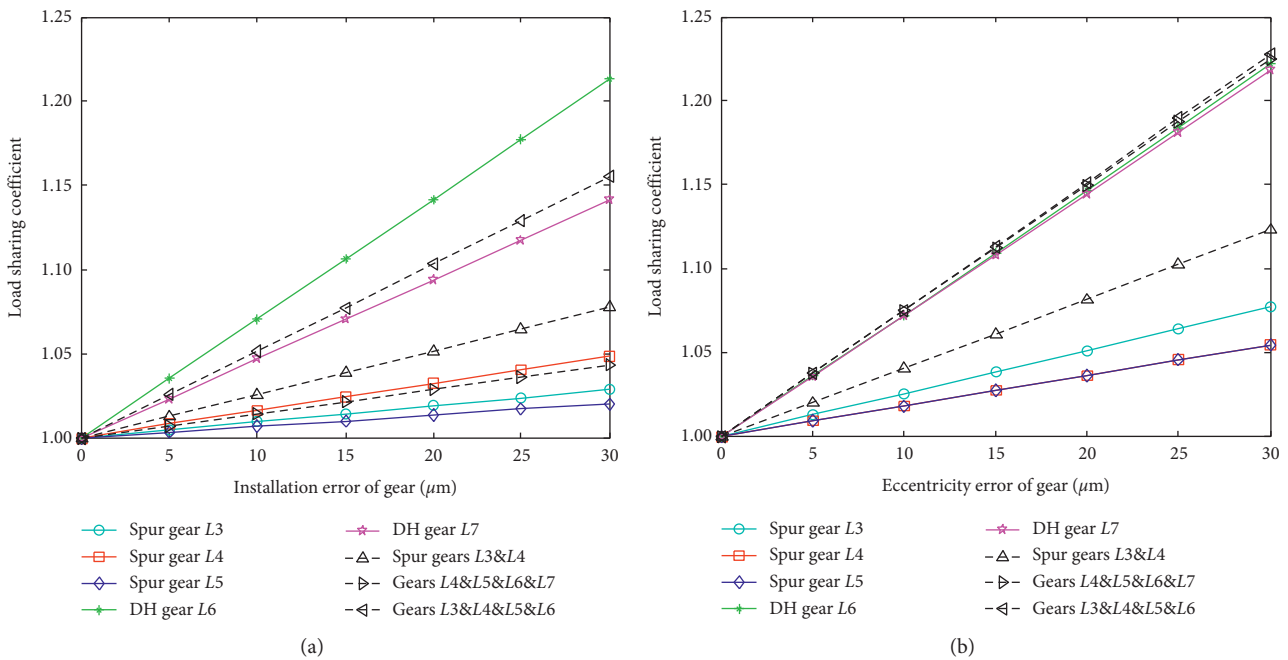 1.25
1.20
1.15
1.10
1.05
1.00
Load sharing coefficient
0 5 10 15 20 25 30
Installation error of gear (μm)
Spur gear L3
Spur gear L4
Spur gear L5
DH gear L6
DH gear L7
Spur gears L3&L4
Gears L4&L5&L6&L7
Gears L3&L4&L5&L6
(a)
1.25
1.20
1.15
1.10
1.05
1.00
Load sharing coefficient
0 5 10 15 20 25 30
Eccentricity error of gear (μm)
Spur gear L3
Spur gear L4
Spur gear L5
DH gear L6
DH gear L7
Spur gears L3&L4
Gears L4&L5&L6&L7
Gears L3&L4&L5&L6
(b)